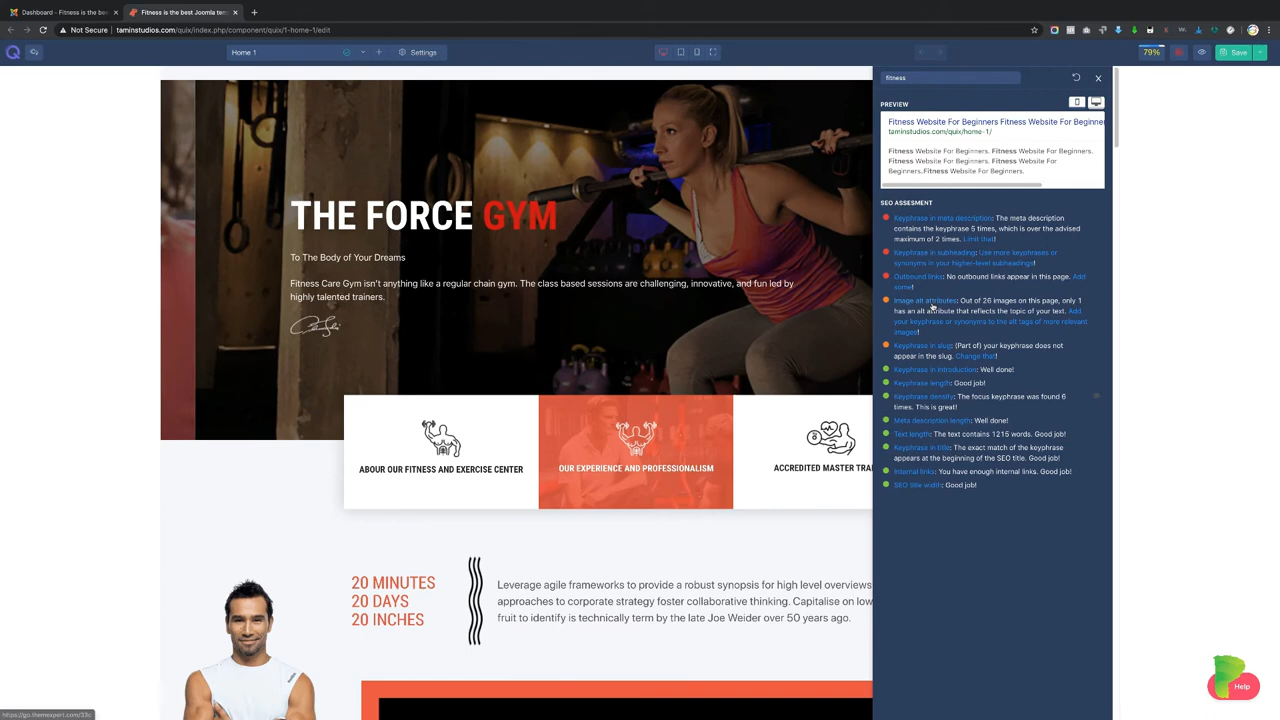 Dashboard - Fitness is the be
Fitness is the best Joomla tem
Not Secure | taminstudios.com/quix/index.php/component/quix/1-home-1/edit
Home 1
Settings
79%
Save
fitness
PREVIEW
Fitness Website For Beginners Fitness Website For Beginner
taminstudios.com/quix/home-1/
Fitness Website For Beginners. Fitness Website For Beginners.
Fitness Website For Beginners. Fitness Website For
Beginners..Fitness Website For Beginners.
SEO ASSESMENT
Keyphrase in meta description: The meta description
contains the keyphrase 5 times, which is over the advised
maximum of 2 times. Limit that!
Keyphrase in subheading: Use more keyphrases or
synonyms in your higher-level subheadings!
Outbound links: No outbound links appear in this page. Add
some!
Image alt attributes: Out of 26 images on this page, only 1
has an alt attribute that reflects the topic of your text. Add
your keyphrase or synonyms to the alt tags of more relevant
images!
Keyphrase in slug: (Part of) your keyphrase does not
appear in the slug. Change that!
Keyphrase in introduction: Well done!
Keyphrase length: Good job!
Keyphrase density: The focus keyphrase was found 6
times. This is great!
Meta description length: Well done!
Text length: The text contains 1215 words. Good job!
Keyphrase in title: The exact match of the keyphrase
appears at the beginning of the SEO title. Good job!
Internal links: You have enough internal links. Good job!
SEO title width: Good job!
THE FORCE GYM
To The Body of Your Dreams
Fitness Care Gym isn't anything like a regular chain gym. The class based sessions are challenging, innovative, and fun led by
highly talented trainers.
ABOUR OUR FITNESS AND EXERCISE CENTER
OUR EXPERIENCE AND PROFESSIONALISM
ACCREDITED MASTER TRA
20 MINUTES
20 DAYS
20 INCHES
Leverage agile frameworks to provide a robust synopsis for high level overviews
approaches to corporate strategy foster collaborative thinking. Capitalise on low
fruit to identify is technically term by the late Joe Weider over 50 years ago.
Help
https://go.themexpert.com/33c